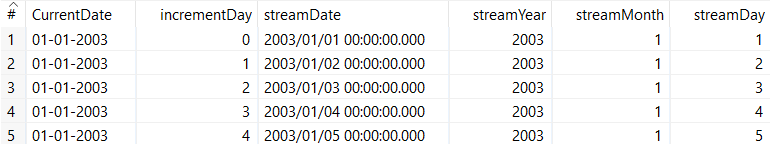 # CurrentDate incrementDay streamDate streamYear streamMonth streamDay
1 01-01-2003 0 2003/01/01 00:00:00.000 2003 1 1
2 01-01-2003 1 2003/01/02 00:00:00.000 2003 1 2
3 01-01-2003 2 2003/01/03 00:00:00.000 2003 1 3
4 01-01-2003 3 2003/01/04 00:00:00.000 2003 1 4
5 01-01-2003 4 2003/01/05 00:00:00.000 2003 1 5